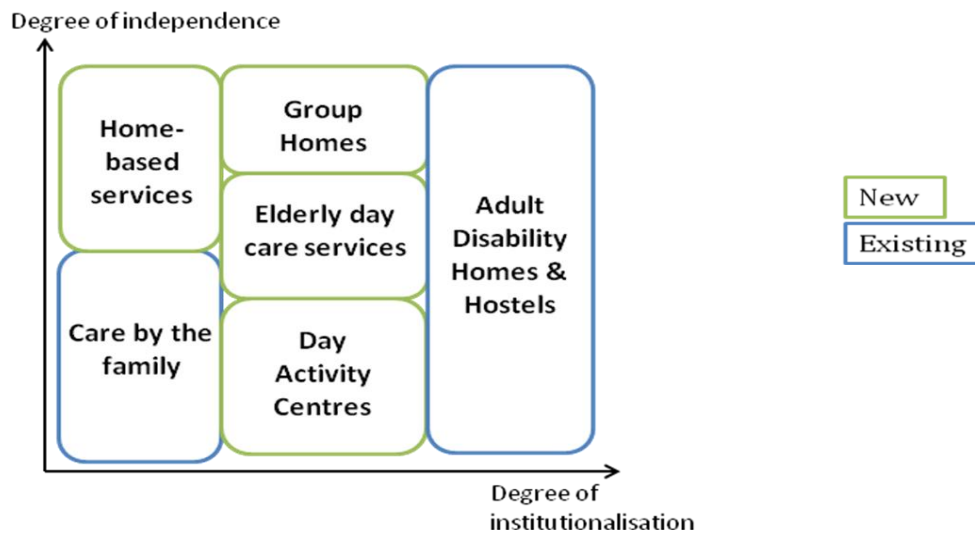 Degree of independence
Home-
based
services
Group
Homes
Elderly day
care services
Adult
Disability
Homes &
Hostels
Care by the
family
Day
Activity
Centres
New
Existing
Degree of
institutionalisation